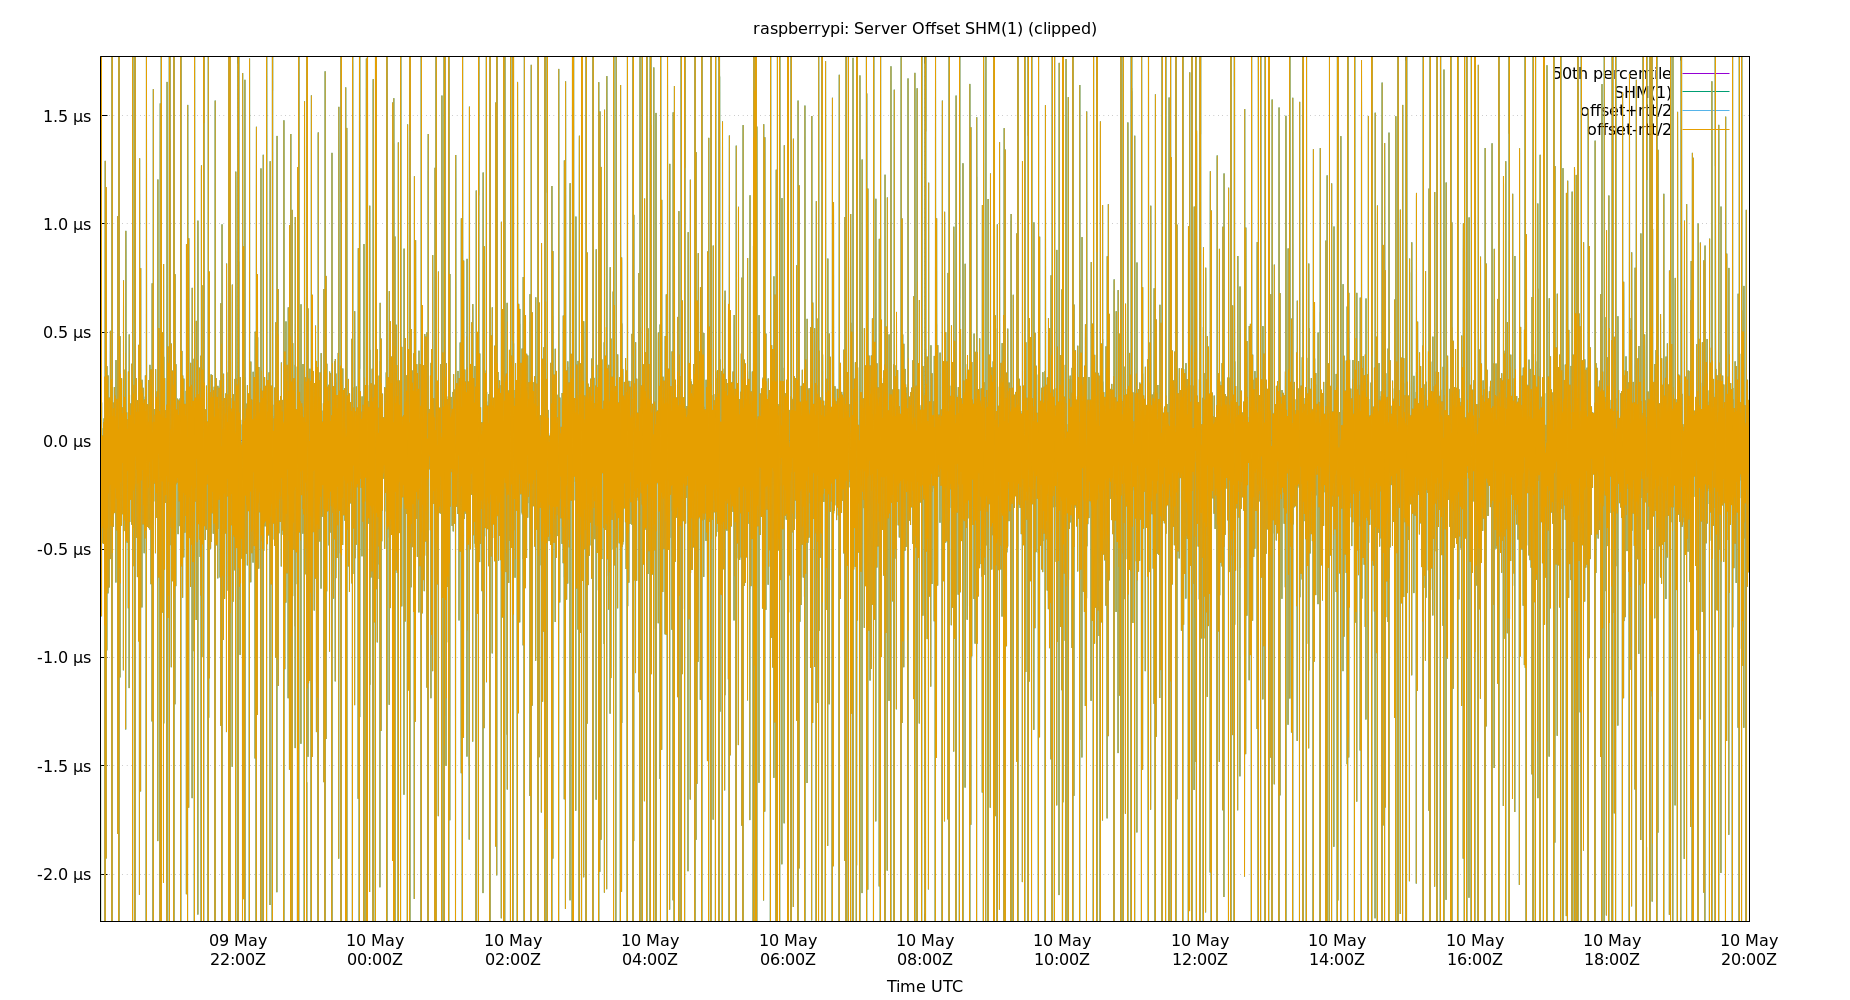 raspberrypi: Server Offset SHM(1) (clipped)
50th percentile
SHM(1)
offset+rtt/2
offset-rtt/2
1.5 µs
1.0 µs
0.5 µs
0.0 µs
-0.5 µs
-1.0 µs
-1.5 µs
-2.0 µs
09 May 10 May 10 May 10 May 10 May 10 May 10 May 10 May 10 May 10 May 10 May 10 May
22:00Z 00:00Z 02:00Z 04:00Z 06:00Z 08:00Z 10:00Z 12:00Z 14:00Z 16:00Z 18:00Z 20:00Z
Time UTC